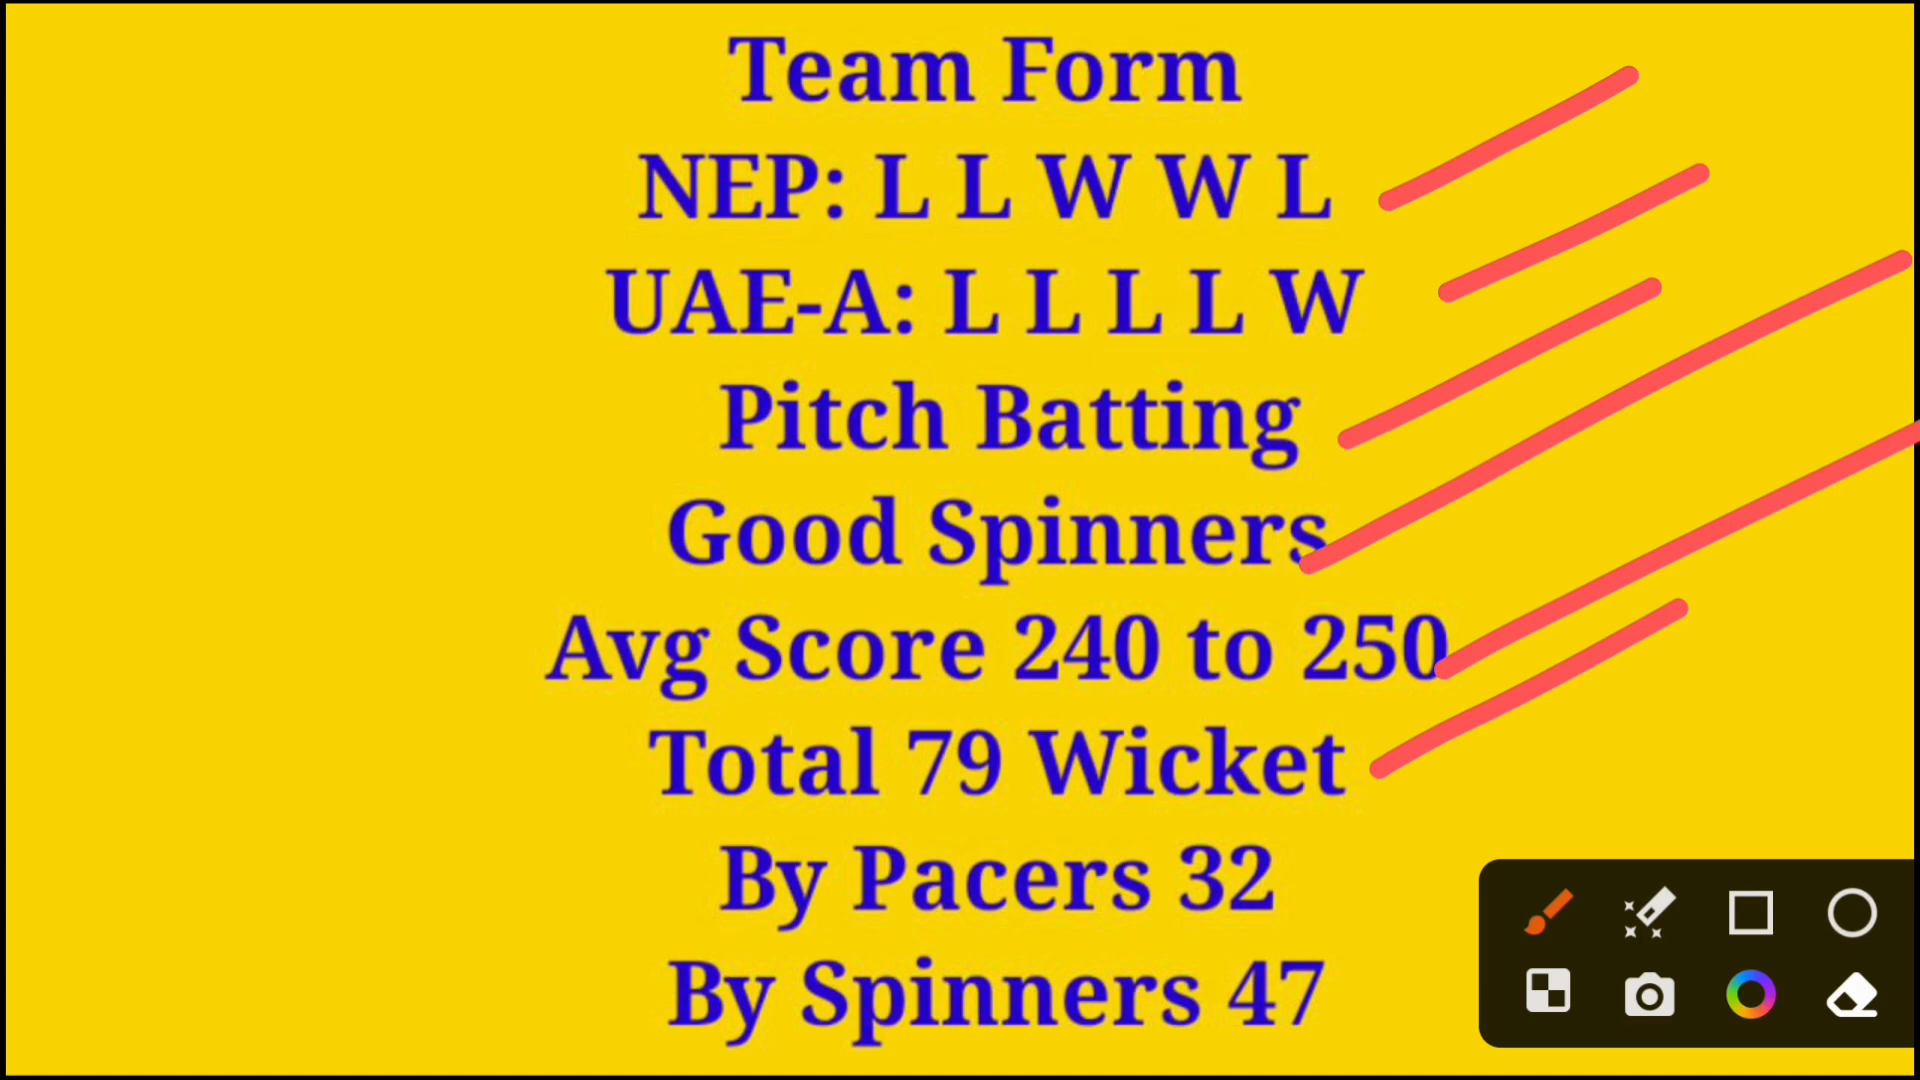 Team Form
NEP: L L W W L
UAE-A: L L L L W
Pitch Batting
Good Spinners
Avg Score 240 to 250
Total 79 Wicket
By Pacers 32
By Spinners 47